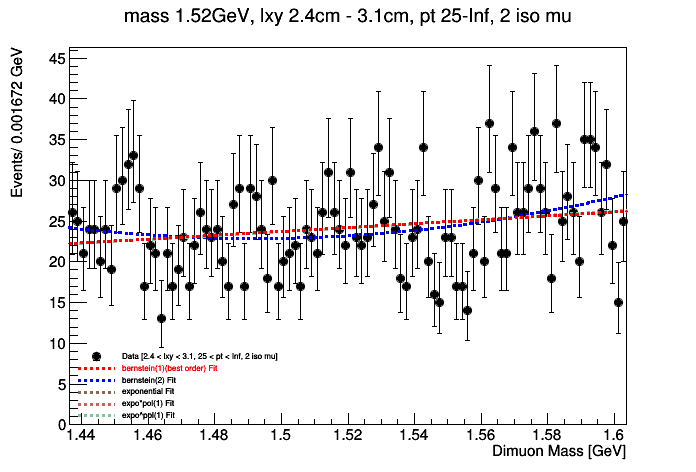 mass 1.52GeV, lxy 2.4cm - 3.1cm, pt 25-Inf, 2 iso mu
Events/ 0.001672 GeV
45
40
35
30
25
20
15
10
5
0
Data [2.4 < lxy < 3.1, 25 < pt < Inf, 2 iso mu]
bernstein(1)(best order) Fit
bernstein(2) Fit
exponential Fit
expo*pol(1) Fit
expo*ppl(1) Fit
1.44 1.46 1.48 1.5 1.52 1.54 1.56 1.58 1.6
Dimuon Mass [GeV]